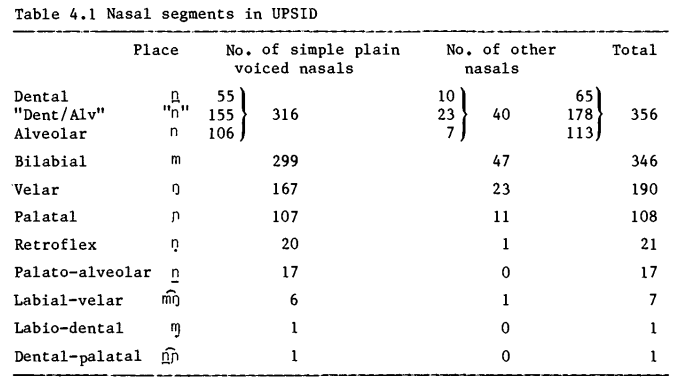 Table 4.1 Nasal segments in UPSID
Place No. of simple plain voiced nasals No. of other nasals Total
Dental n̪ 55 10 65
"Dent/Alv" "n" 155 316 23 40 178 356
Alveolar n 106 7 113
Bilabial m 299 47 346
Velar ŋ 167 23 190
Palatal ɲ 107 11 108
Retroflex ṇ 20 1 21
Palato-alveolar n̠ 17 0 17
Labial-velar m͡ŋ 6 1 7
Labio-dental ɱ 1 0 1
Dental-palatal n̪͡ɲ 1 0 1